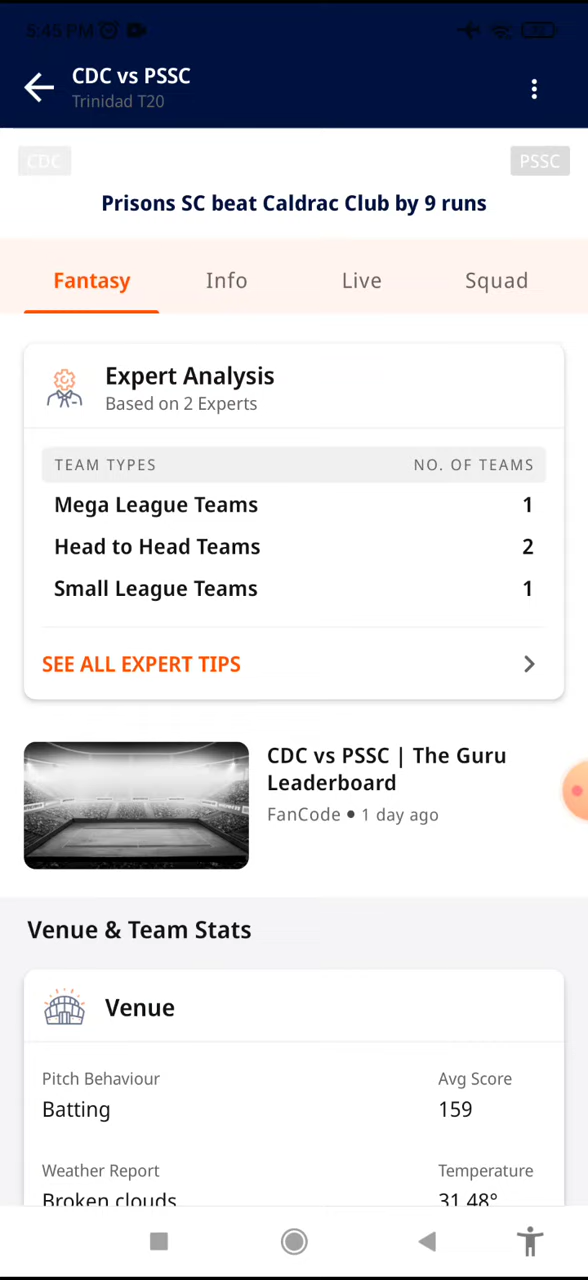 5:45 PM
CDC vs PSSC
Trinidad T20
CDC
PSSC
Prisons SC beat Caldrac Club by 9 runs
Fantasy Info Live Squad
Expert Analysis
Based on 2 Experts
TEAM TYPES NO. OF TEAMS
Mega League Teams 1
Head to Head Teams 2
Small League Teams 1
SEE ALL EXPERT TIPS
CDC vs PSSC | The Guru
Leaderboard
FanCode • 1 day ago
Venue & Team Stats
Venue
Pitch Behaviour Avg Score
Batting 159
Weather Report Temperature
Broken clouds 31.48°